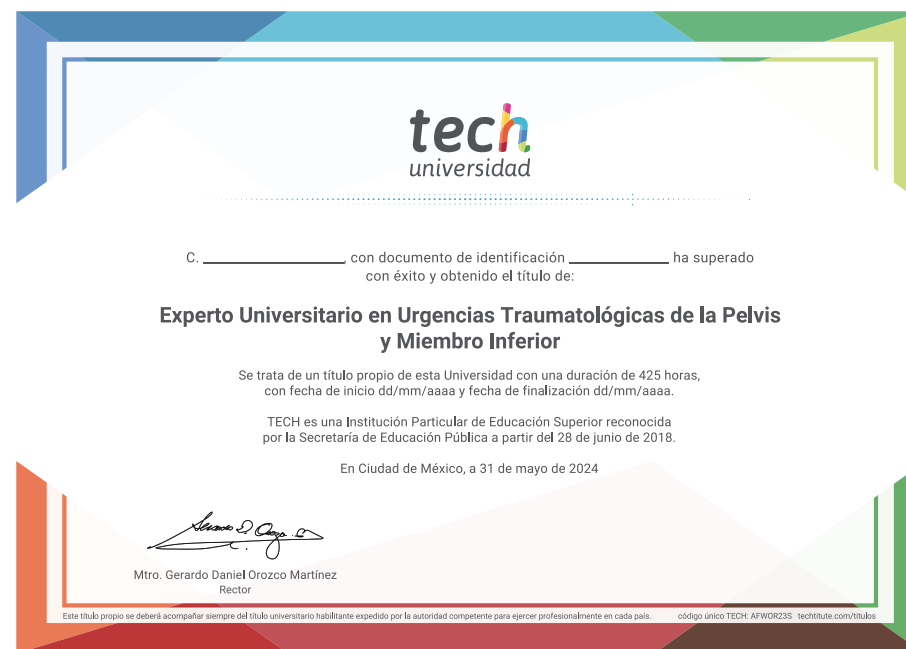 tech
universidad
C. ____________, con documento de identificación ____________ ha superado
con éxito y obtenido el título de:
Experto Universitario en Urgencias Traumatológicas de la Pelvis
y Miembro Inferior
Se trata de un título propio de esta Universidad con una duración de 425 horas,
con fecha de inicio dd/mm/aaaa y fecha de finalización dd/mm/aaaa.
TECH es una Institución Particular de Educación Superior reconocida
por la Secretaría de Educación Pública a partir del 28 de junio de 2018.
En Ciudad de México, a 31 de mayo de 2024
Mtro. Gerardo Daniel Orozco Martínez
Rector
Este título propio se deberá acompañar siempre del título universitario habilitante expedido por la autoridad competente para ejercer profesionalmente en cada país. código único TECH: AFWOR23S techtitute.com/titulos